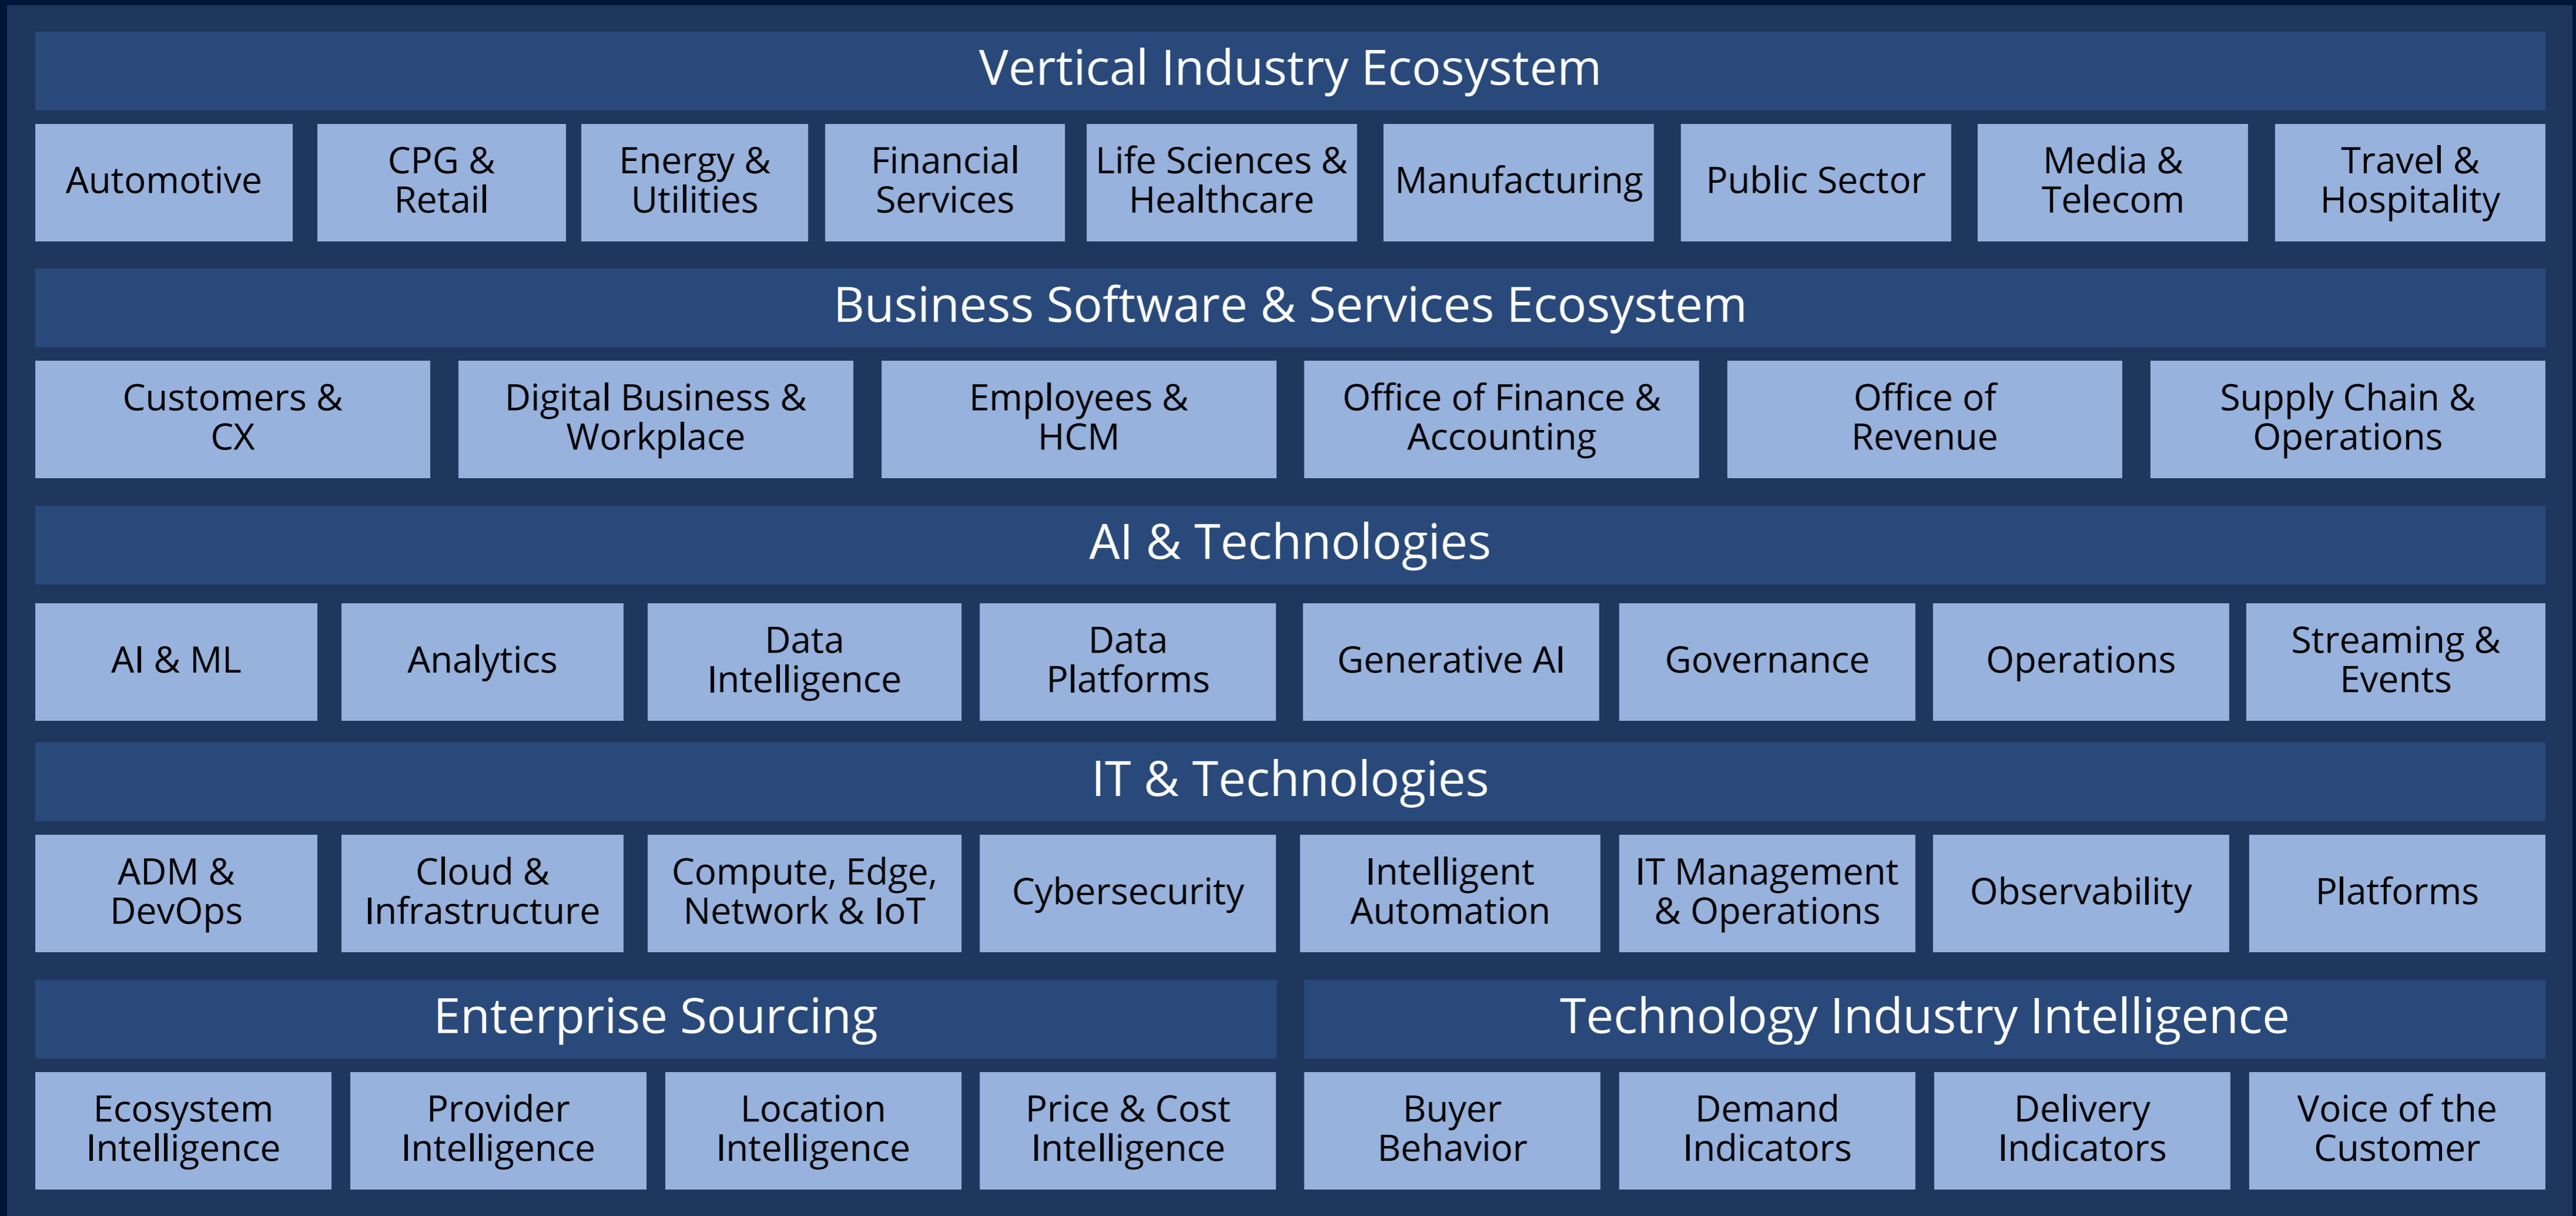 Vertical Industry Ecosystem
Automotive
CPG &
Retail
Energy &
Utilities
Financial
Services
Life Sciences &
Healthcare
Manufacturing
Public Sector
Media &
Telecom
Travel &
Hospitality
Business Software & Services Ecosystem
Customers &
CX
Digital Business &
Workplace
Employees &
HCM
Office of Finance &
Accounting
Office of
Revenue
Supply Chain &
Operations
AI & Technologies
AI & ML
Analytics
Data
Intelligence
Data
Platforms
Generative AI
Governance
Operations
Streaming &
Events
IT & Technologies
ADM &
DevOps
Cloud &
Infrastructure
Compute, Edge,
Network & IoT
Cybersecurity
Intelligent
Automation
IT Management
& Operations
Observability
Platforms
Enterprise Sourcing
Ecosystem
Intelligence
Provider
Intelligence
Location
Intelligence
Price & Cost
Intelligence
Technology Industry Intelligence
Buyer
Behavior
Demand
Indicators
Delivery
Indicators
Voice of the
Customer